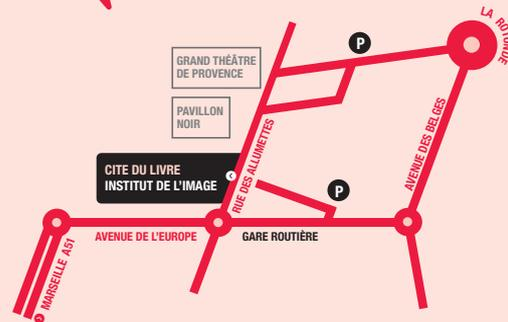 LA ROTONDE
P
GRAND THÉÂTRE
DE PROVENCE
PAVILLON
NOIR
RUE DES ALLUMETTES
AVENUE DES BELGES
CITE DU LIVRE
INSTITUT DE L'IMAGE
P
AVENUE DE L'EUROPE
GARE ROUTIÈRE
MARSEILLE A51